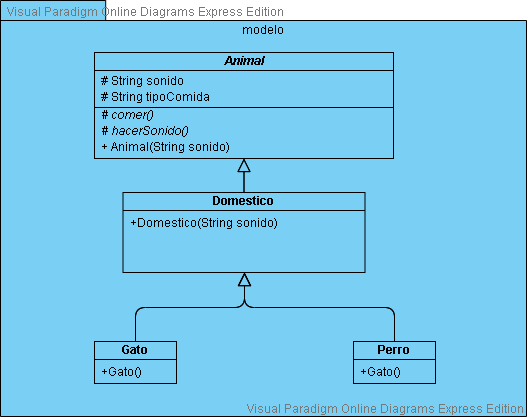 Visual Paradigm Online Diagrams Express Edition
modelo
Animal
# String sonido
# String tipoComida
# comer()
# hacerSonido()
+ Animal(String sonido)
Domestico
+Domestico(String sonido)
Gato
+Gato()
Perro
+Gato()
Visual Paradigm Online Diagrams Express Edition